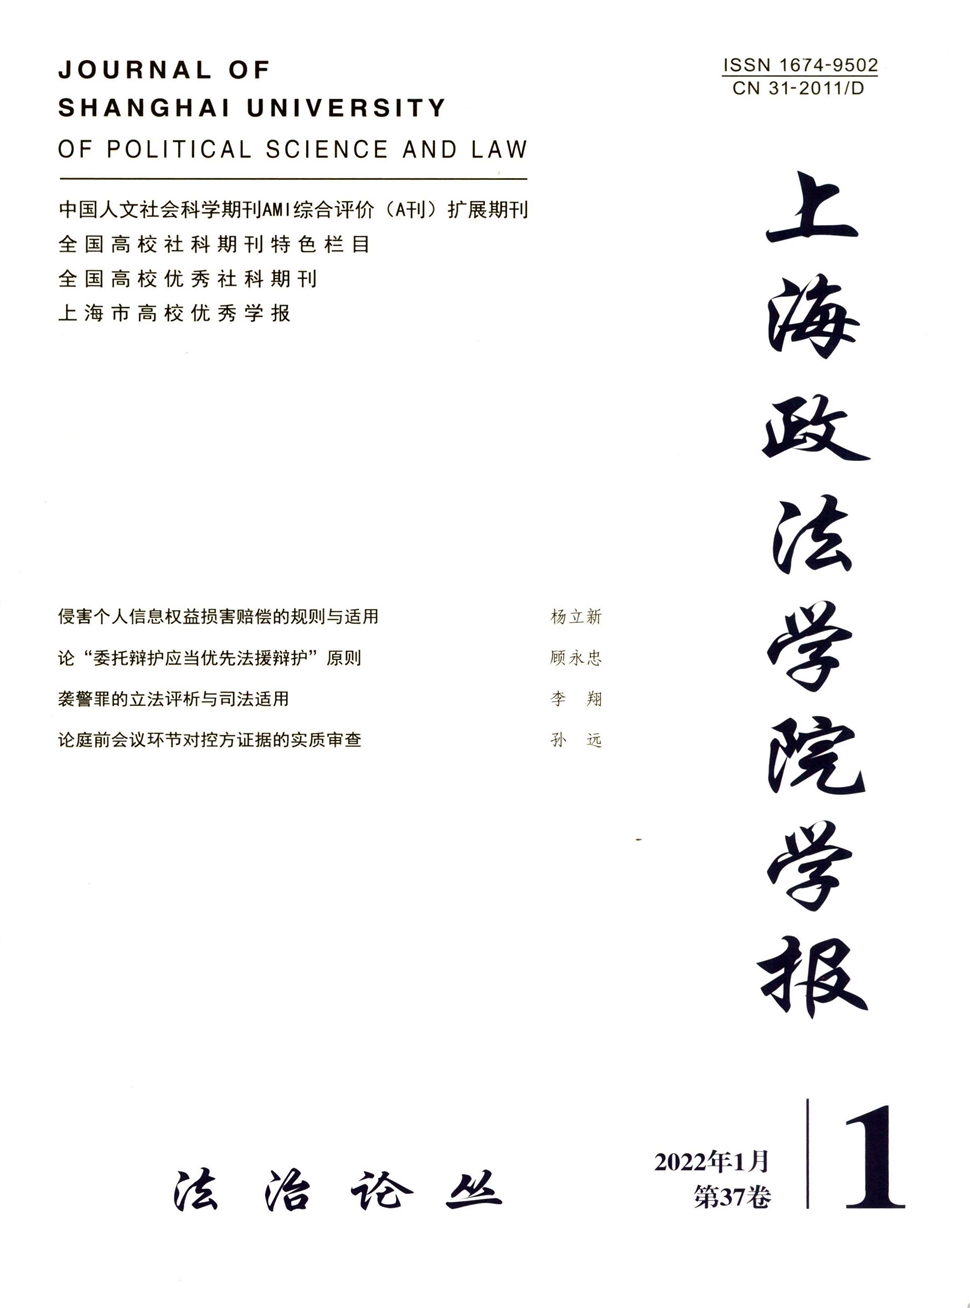 JOURNAL OF
SHANGHAI UNIVERSITY
OF POLITICAL SCIENCE AND LAW
ISSN 1674-9502
CN 31-2011/D
中国人文社会科学期刊AMI综合评价（A刊）扩展期刊
全国高校社科期刊特色栏目
全国高校优秀社科期刊
上海市高校优秀学报
上海政法学院学报
侵害个人信息权益损害赔偿的规则与适用 杨立新
论“委托辩护应当优先法援辩护”原则 顾永忠
袭警罪的立法评析与司法适用 李 翔
论庭前会议环节对控方证据的实质审查 孙 远
法治论丛
2022年1月
第37卷
1